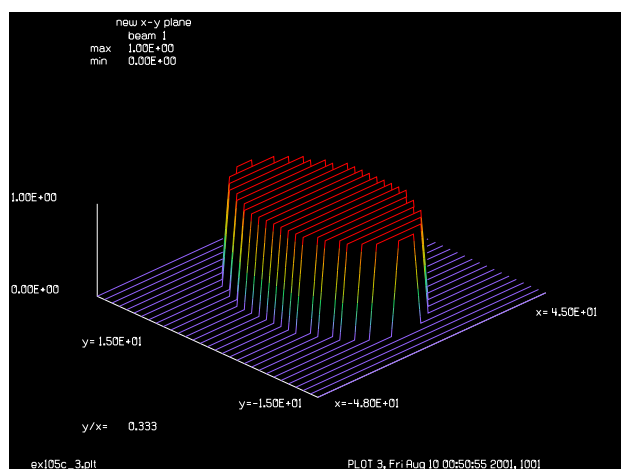 new x-y plane
beam 1
max 1.00E+00
min 0.00E+00
1.00E+00
0.00E+00
x= 4.50E+01
y= 1.50E+01
y=-1.50E+01 x=-4.80E+01
y/x= 0.333
ex105c_3.plt PLOT 3, Fri Aug 10 00:50:55 2001, 1001